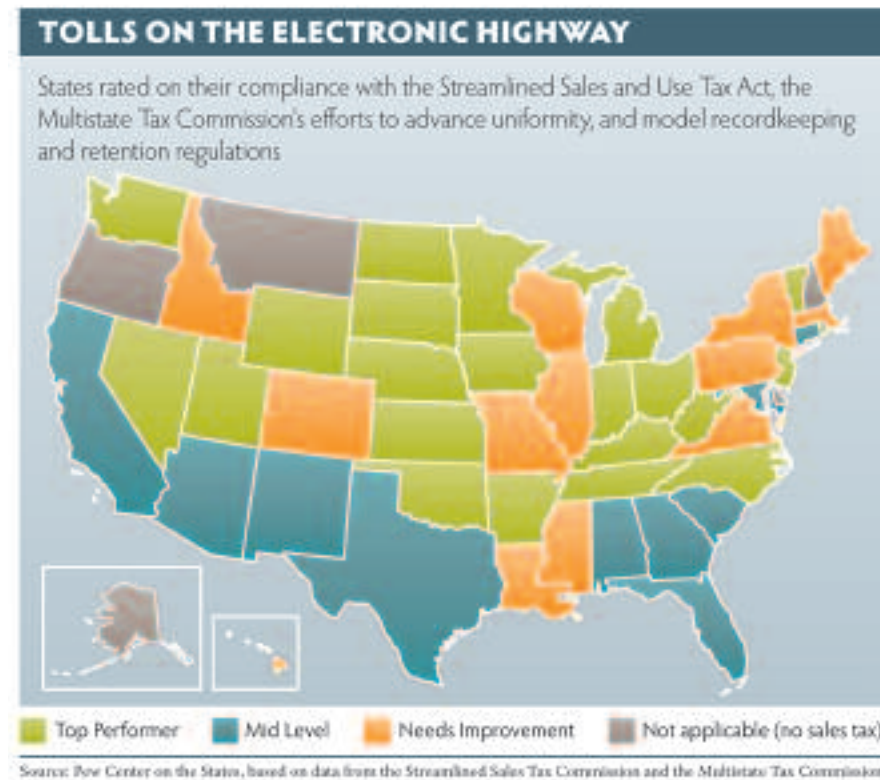 TOLLS ON THE ELECTRONIC HIGHWAY
States rated on their compliance with the Streamlined Sales and Use Tax Act, the
Multistate Tax Commission's efforts to advance uniformity, and model recordkeeping
and retention regulations
Top Performer
Mid Level
Needs Improvement
Not applicable (no sales tax)
Source: Pew Center on the States, based on data from the Streamlined Sales Tax Commission and the Multistate Tax Commission